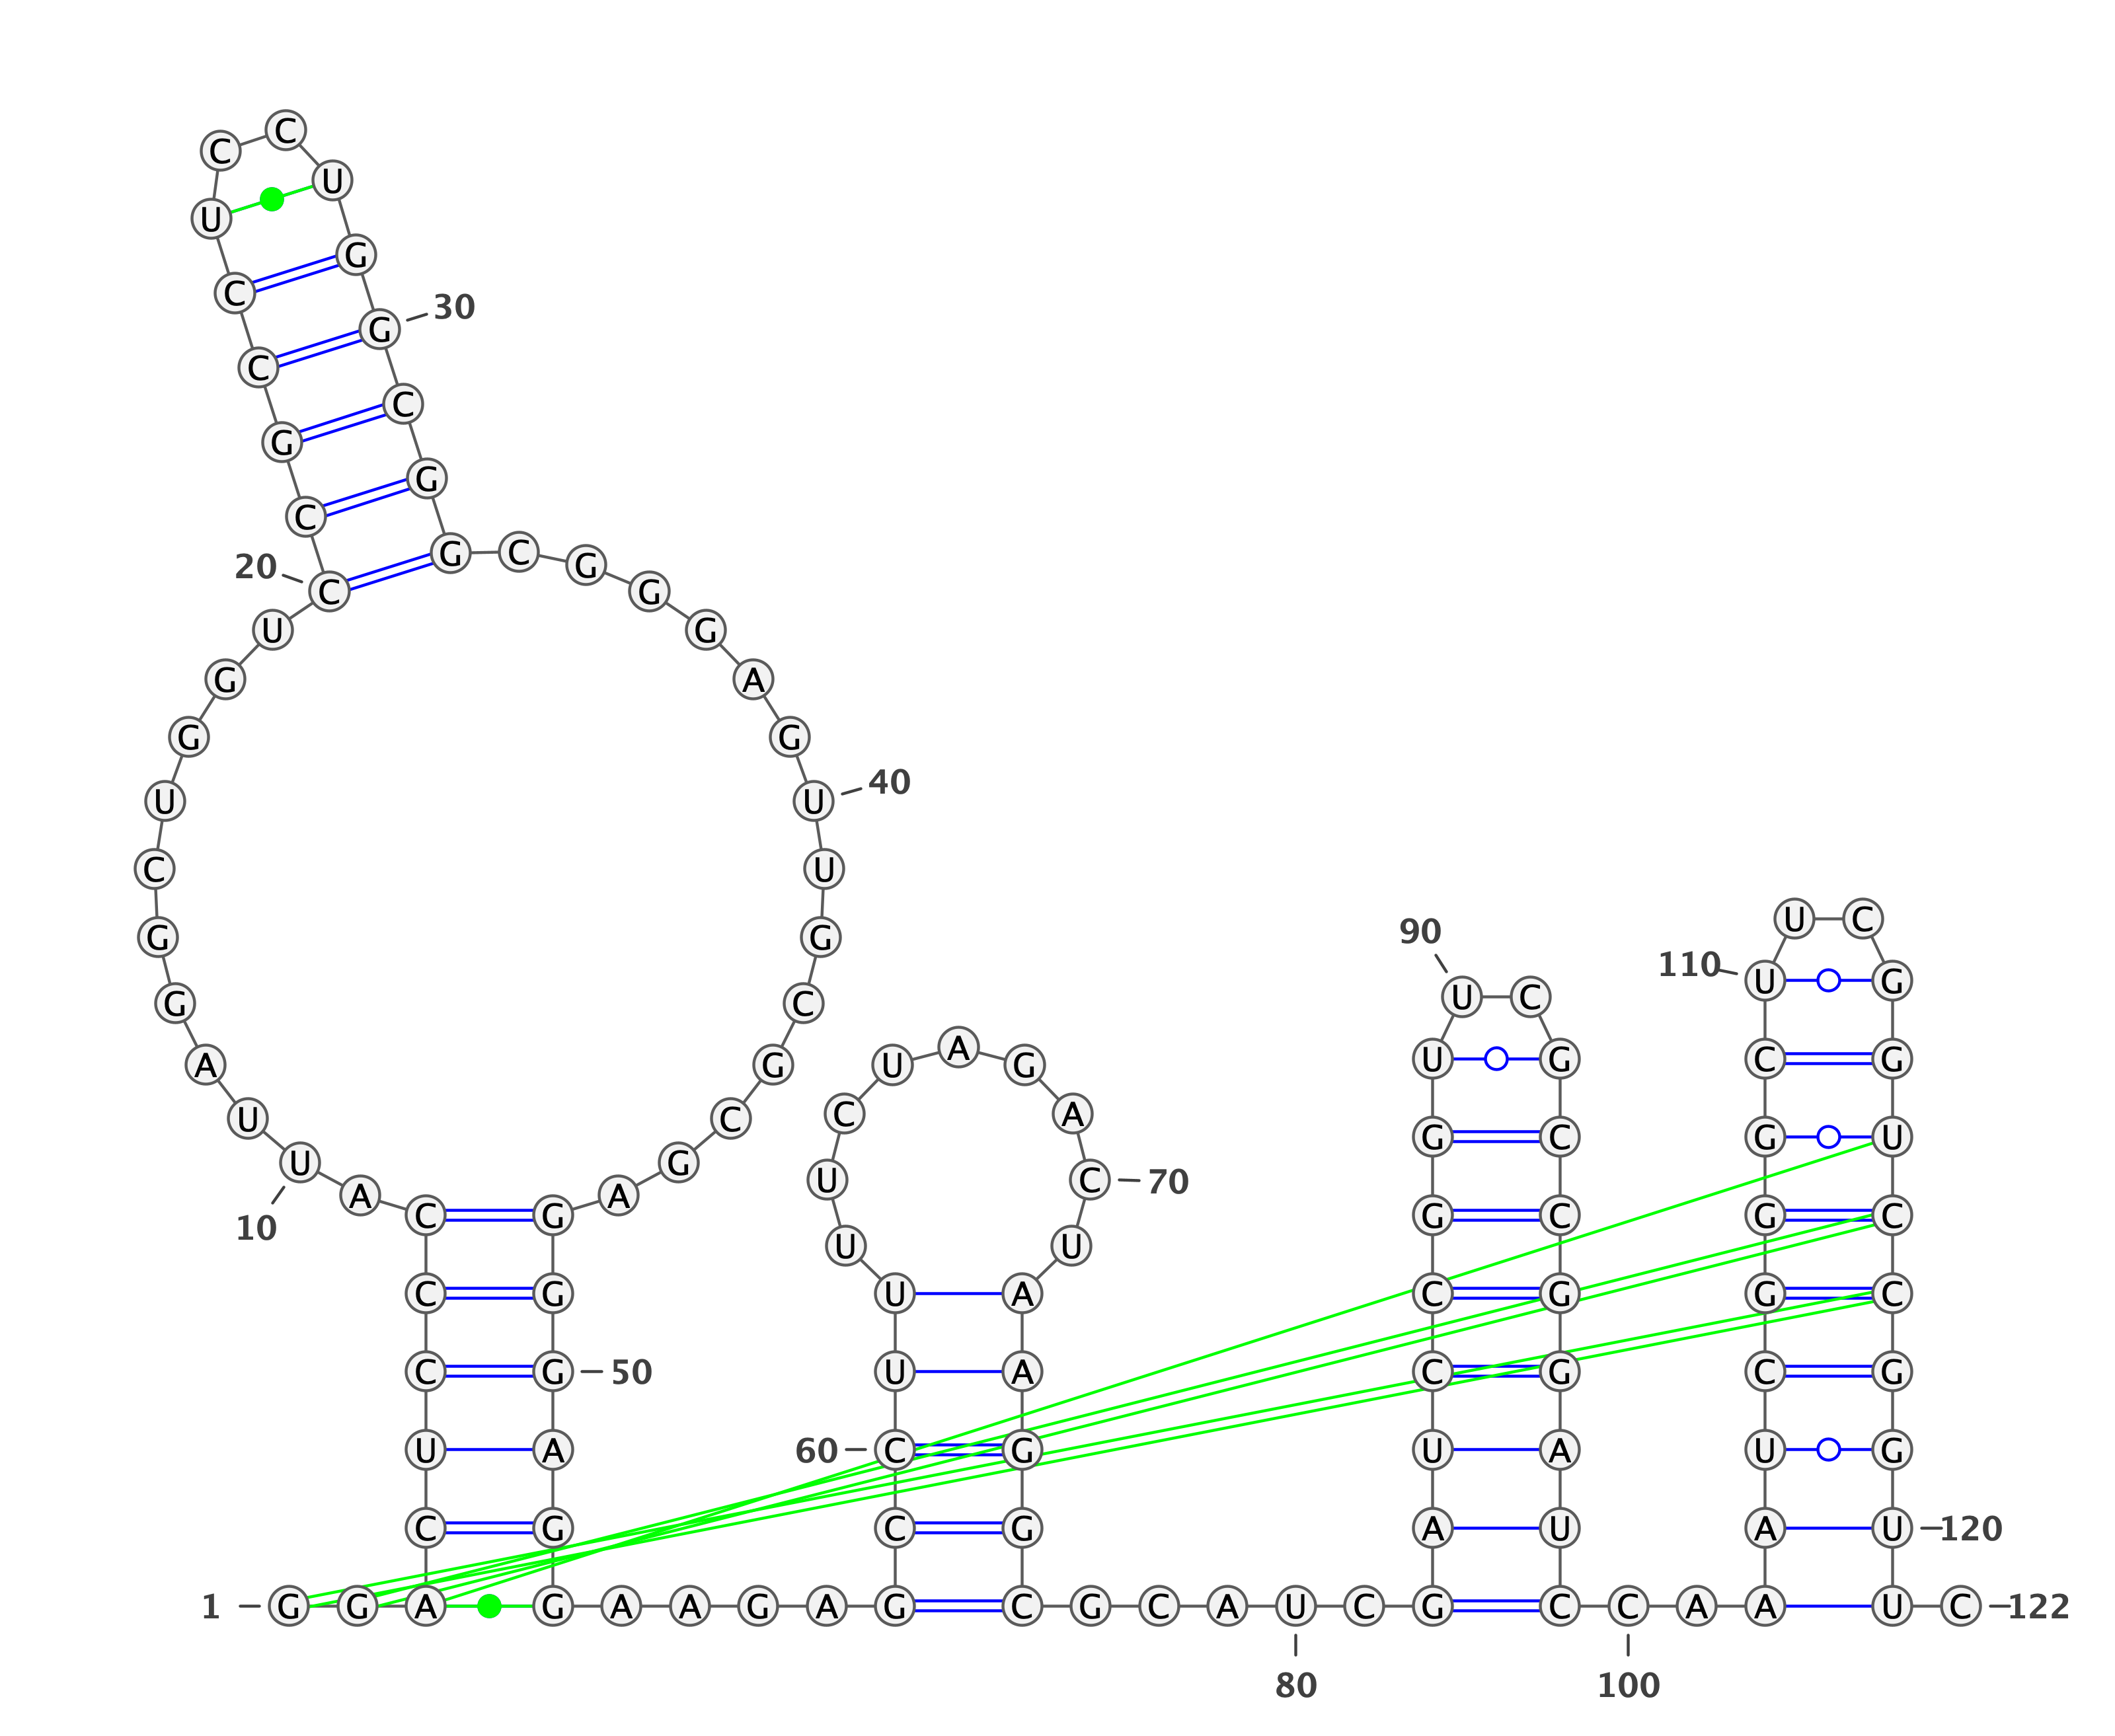 C C
U
U
G
C
G 30
C
C
G
G
C
G C G
20 C G
U G
G A
G G
U U 40
C U
U C
90
G G
110 U G
U C
G C
A U A G G U G C G
C A
U C G C G U
U G
U C 70
A A
C G G C G C
10
U U
C G U A C G G C
C G 50 U A C G C G
U A 60 C G U A U G
C G C G A U A U 120
1 G G A G A A G A G C G C A U C G C C A A U C 122
80 100